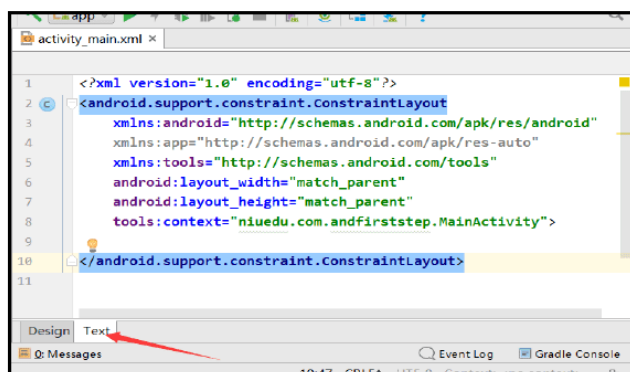 app
activity_main.xml ×
1 <?xml version="1.0" encoding="utf-8"?>
2 C <android.support.constraint.ConstraintLayout
3 xmlns:android="http://schemas.android.com/apk/res/android"
4 xmlns:app="http://schemas.android.com/apk/res-auto"
5 xmlns:tools="http://schemas.android.com/tools"
6 android:layout_width="match_parent"
7 android:layout_height="match_parent"
8 tools:context="niuedu.com.andfirststep.MainActivity">
9
10 </android.support.constraint.ConstraintLayout>
11
Design Text
0: Messages Event Log Gradle Console